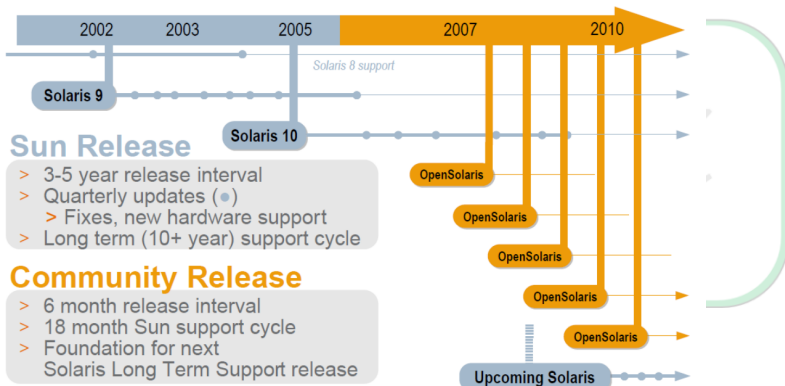 2002 2003 2005 2007 2010
Solaris 8 support
Solaris 9
Solaris 10
Sun Release
> 3-5 year release interval
> Quarterly updates (●)
> Fixes, new hardware support
> Long term (10+ year) support cycle
OpenSolaris
OpenSolaris
OpenSolaris
OpenSolaris
OpenSolaris
Community Release
> 6 month release interval
> 18 month Sun support cycle
> Foundation for next
Solaris Long Term Support release
Upcoming Solaris